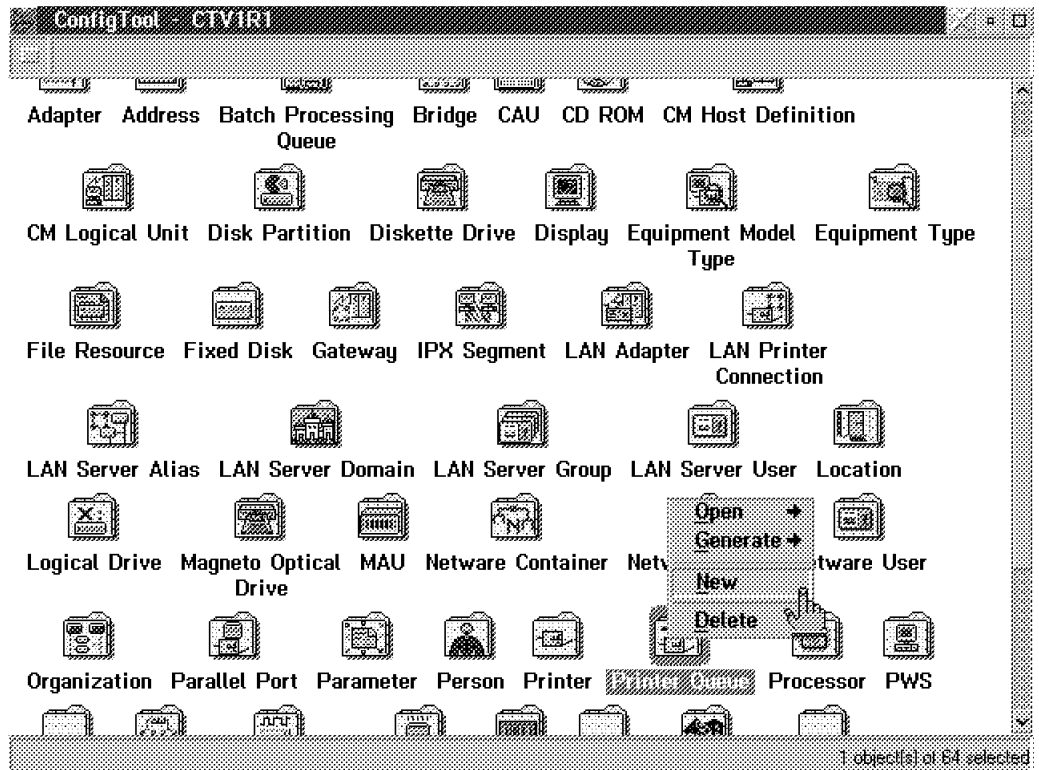 ConfigTool - CTV1R1
Adapter Address Batch Processing Queue Bridge CAU CD ROM CM Host Definition
CM Logical Unit Disk Partition Diskette Drive Display Equipment Model Type Equipment Type
File Resource Fixed Disk Gateway IPX Segment LAN Adapter LAN Printer Connection
LAN Server Alias LAN Server Domain LAN Server Group LAN Server User Location
Open
Generate
New
Delete
Logical Drive Magneto Optical Drive MAU Netware Container Netw tware User
Organization Parallel Port Parameter Person Printer Printer Queue Processor PWS
1 object(s) of 64 selected